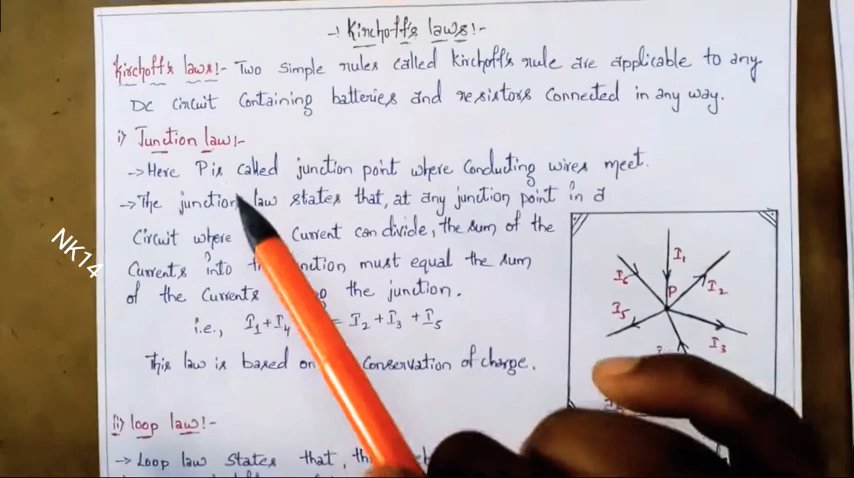 → Kirchoff's laws:-
Kirchoff's laws:- Two simple rules called Kirchoff's rule are applicable to any
DC circuit containing batteries and resistors connected in any way.
i) Junction law:-
→ Here P is called junction point where conducting wires meet.
→ The junction law states that, at any junction point in a
circuit where current can divide, the sum of the
currents into junction must equal the sum
of the currents the junction.
i.e., I1 + I4 = I2 + I3 + I5
This law is based on conservation of charge.
ii) loop law:-
→ Loop law states that,
I1
I6
I2
P
I5
I3
NK14